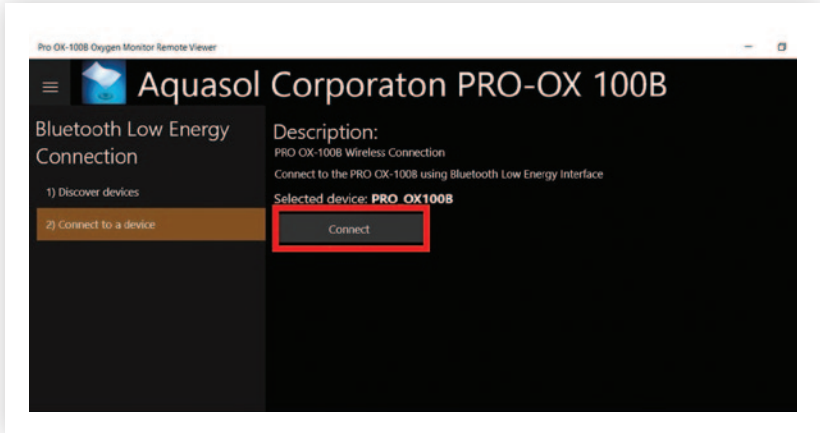 Pro OX-100B Oxygen Monitor Remote Viewer
Aquasol Corporaton PRO-OX 100B
Bluetooth Low Energy
Connection
1) Discover devices
2) Connect to a device
Description:
PRO OX-100B Wireless Connection
Connect to the PRO OX-100B using Bluetooth Low Energy Interface
Selected device: PRO OX100B
Connect